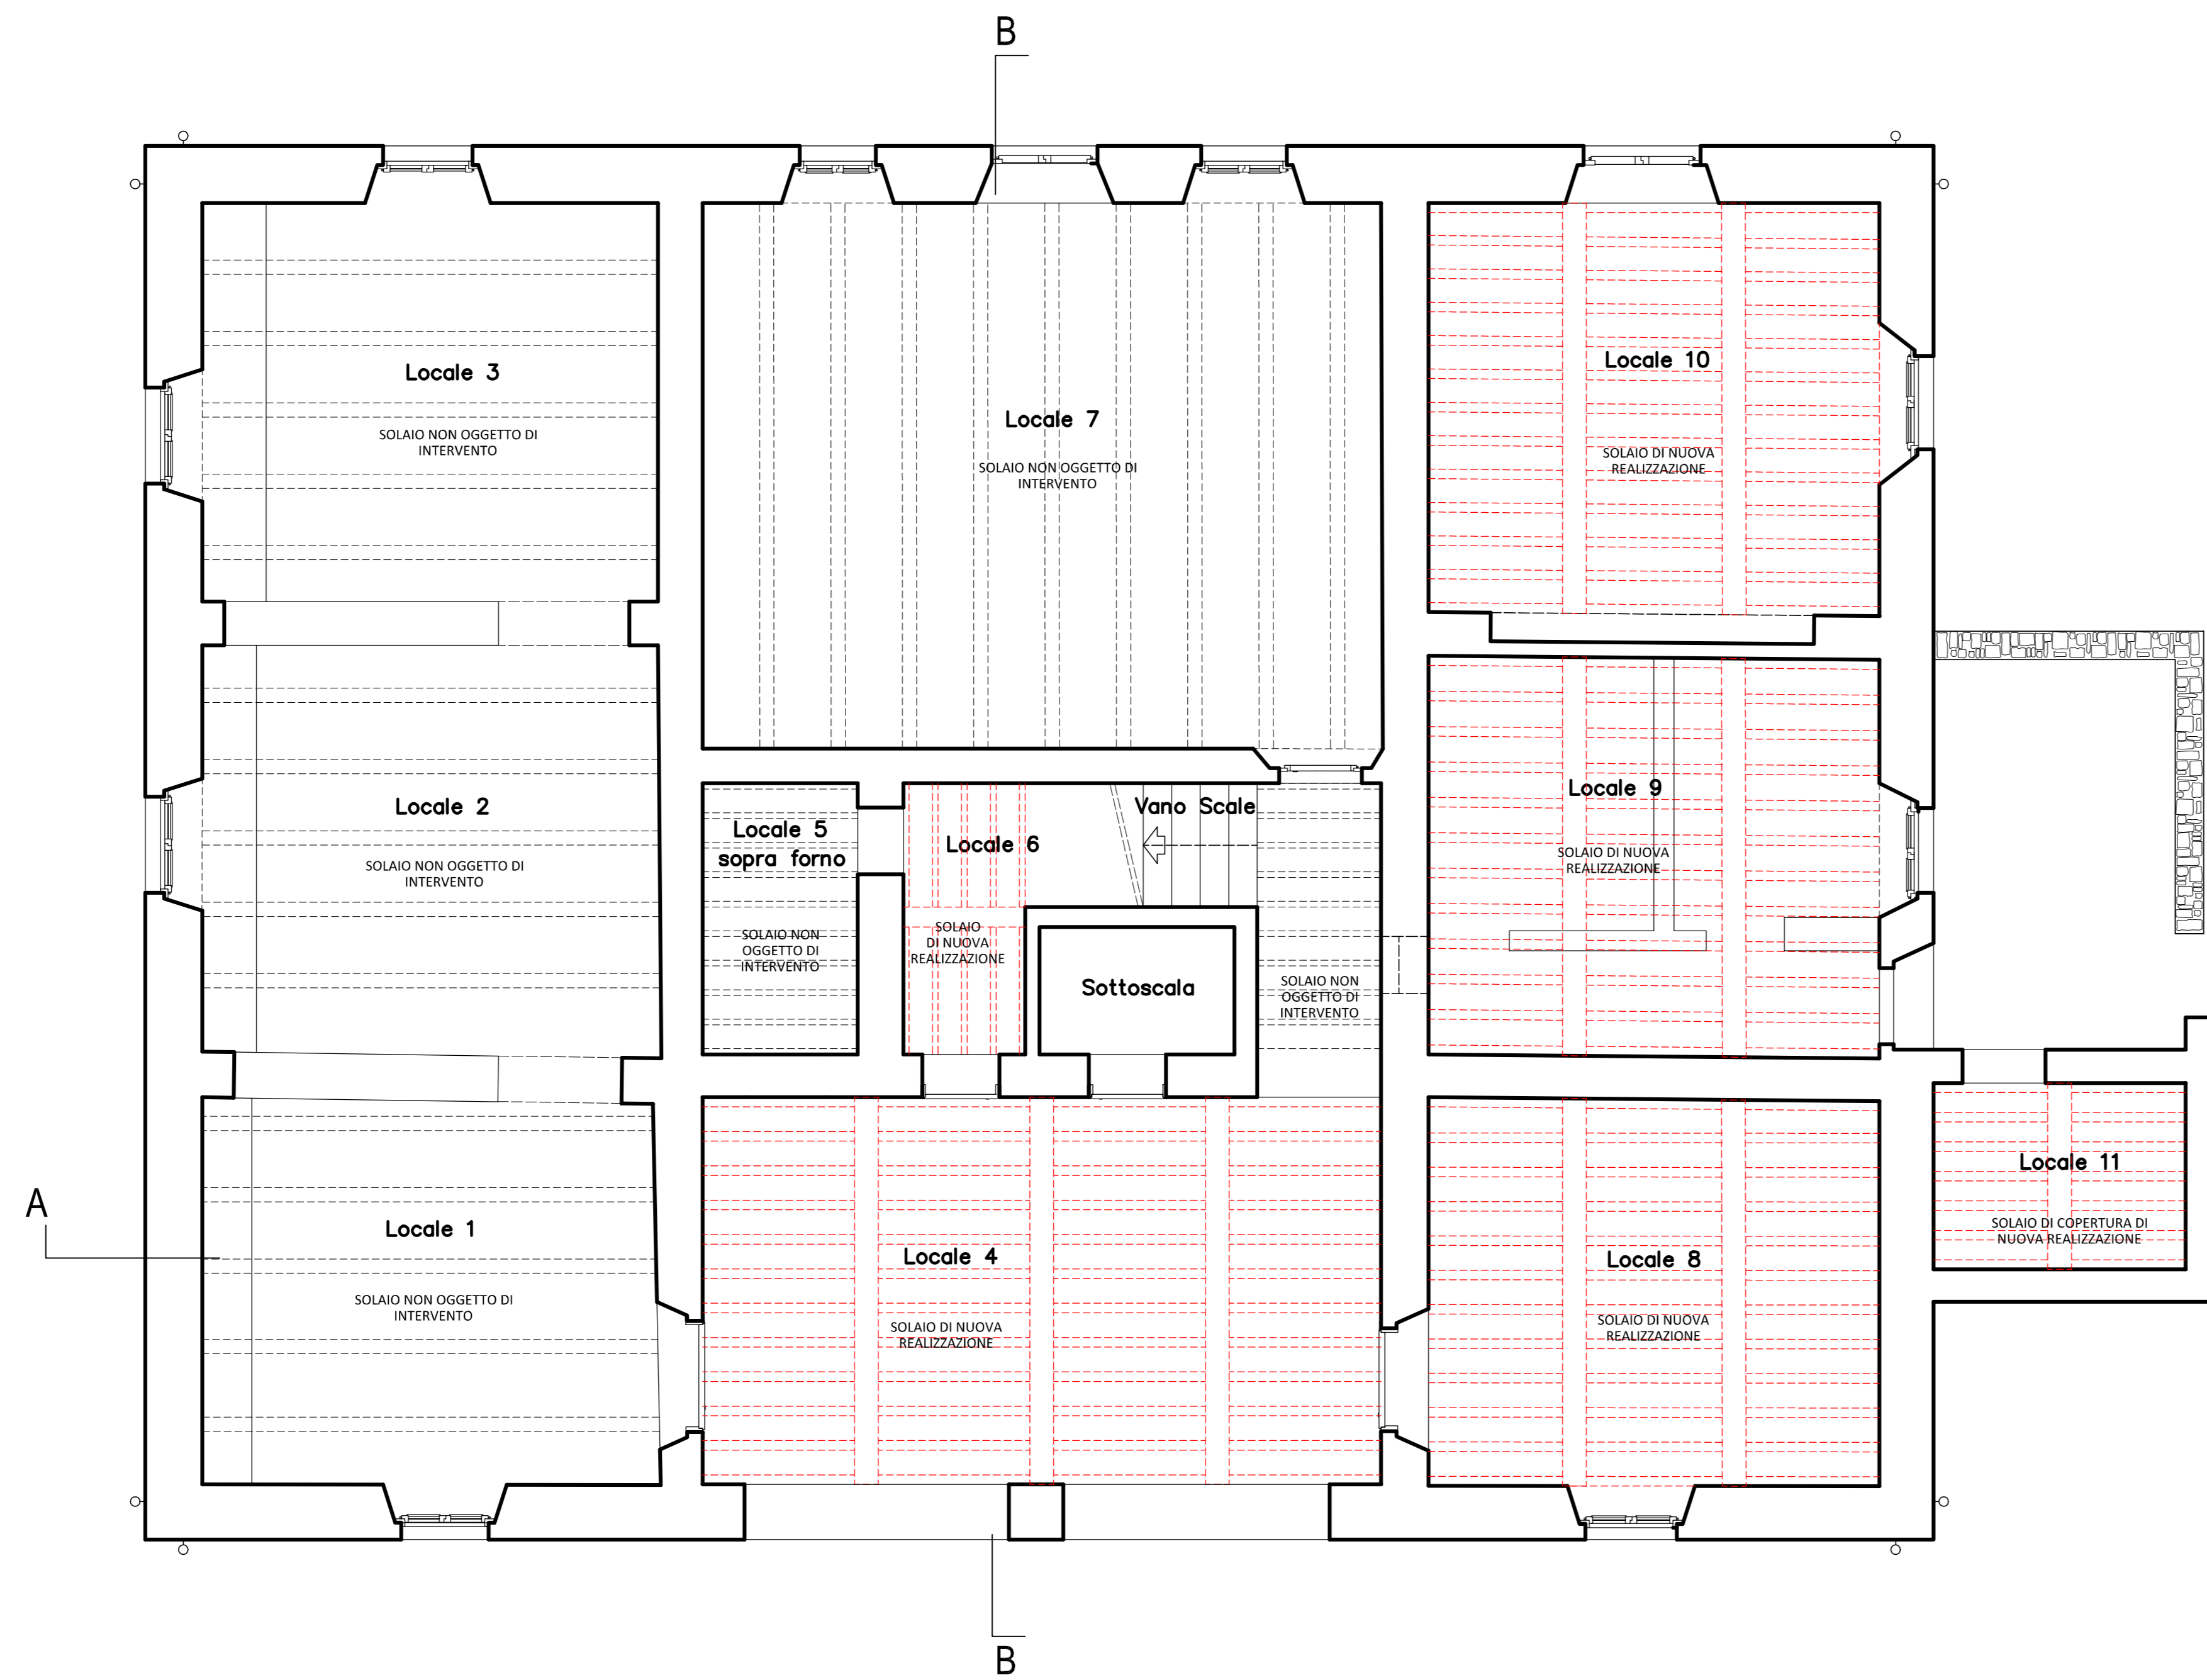 B
Locale 3
SOLAIO NON OGGETTO DI
INTERVENTO
Locale 7
SOLAIO NON OGGETTO DI
INTERVENTO
Locale 10
SOLAIO DI NUOVA
REALIZZAZIONE
Locale 2
SOLAIO NON OGGETTO DI
INTERVENTO
Locale 5
sopra forno
SOLAIO NON
OGGETTO DI
INTERVENTO
Locale 6
SOLAIO
DI NUOVA
REALIZZAZIONE
Vano Scale
Sottoscala
SOLAIO NON
OGGETTO DI
INTERVENTO
Locale 9
SOLAIO DI NUOVA
REALIZZAZIONE
A
Locale 1
SOLAIO NON OGGETTO DI
INTERVENTO
Locale 4
SOLAIO DI NUOVA
REALIZZAZIONE
Locale 8
SOLAIO DI NUOVA
REALIZZAZIONE
Locale 11
SOLAIO DI COPERTURA DI
NUOVA REALIZZAZIONE
B